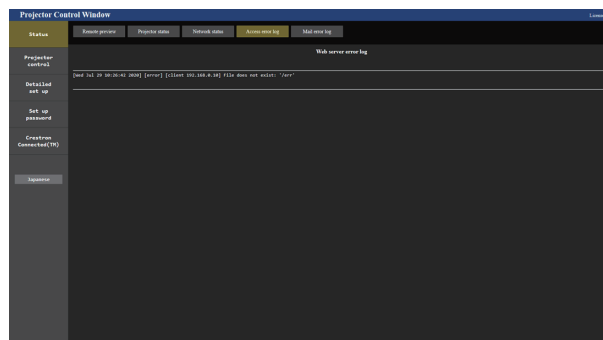 Projector Control Window
License
Status
Remote preview
Projector status
Network status
Access error log
Mail error log
Web server error log
Projector
control
[Wed Jul 29 10:26:43 2020] [error] [client 192.168.0.10] File does not exist: '/err'
Detailed
set up
Set up
password
Crestron
Connected(TM)
Japanese